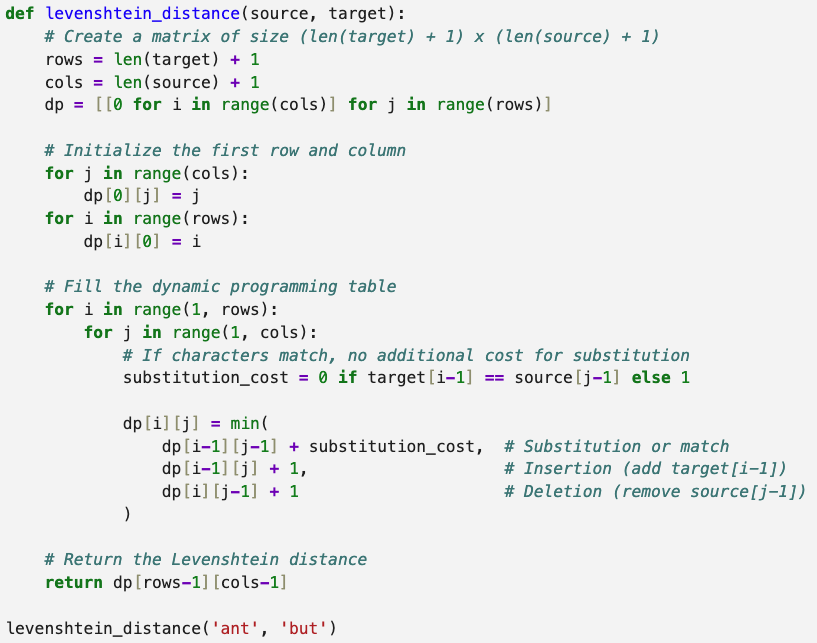 def levenshtein_distance(source, target):
    # Create a matrix of size (len(target) + 1) x (len(source) + 1)
    rows = len(target) + 1
    cols = len(source) + 1
    dp = [[0 for i in range(cols)] for j in range(rows)]

    # Initialize the first row and column
    for j in range(cols):
        dp[0][j] = j
    for i in range(rows):
        dp[i][0] = i

    # Fill the dynamic programming table
    for i in range(1, rows):
        for j in range(1, cols):
            # If characters match, no additional cost for substitution
            substitution_cost = 0 if target[i-1] == source[j-1] else 1

            dp[i][j] = min(
                dp[i-1][j-1] + substitution_cost,  # Substitution or match
                dp[i-1][j] + 1,                    # Insertion (add target[i-1])
                dp[i][j-1] + 1                     # Deletion (remove source[j-1])
            )

    # Return the Levenshtein distance
    return dp[rows-1][cols-1]

levenshtein_distance('ant', 'but')